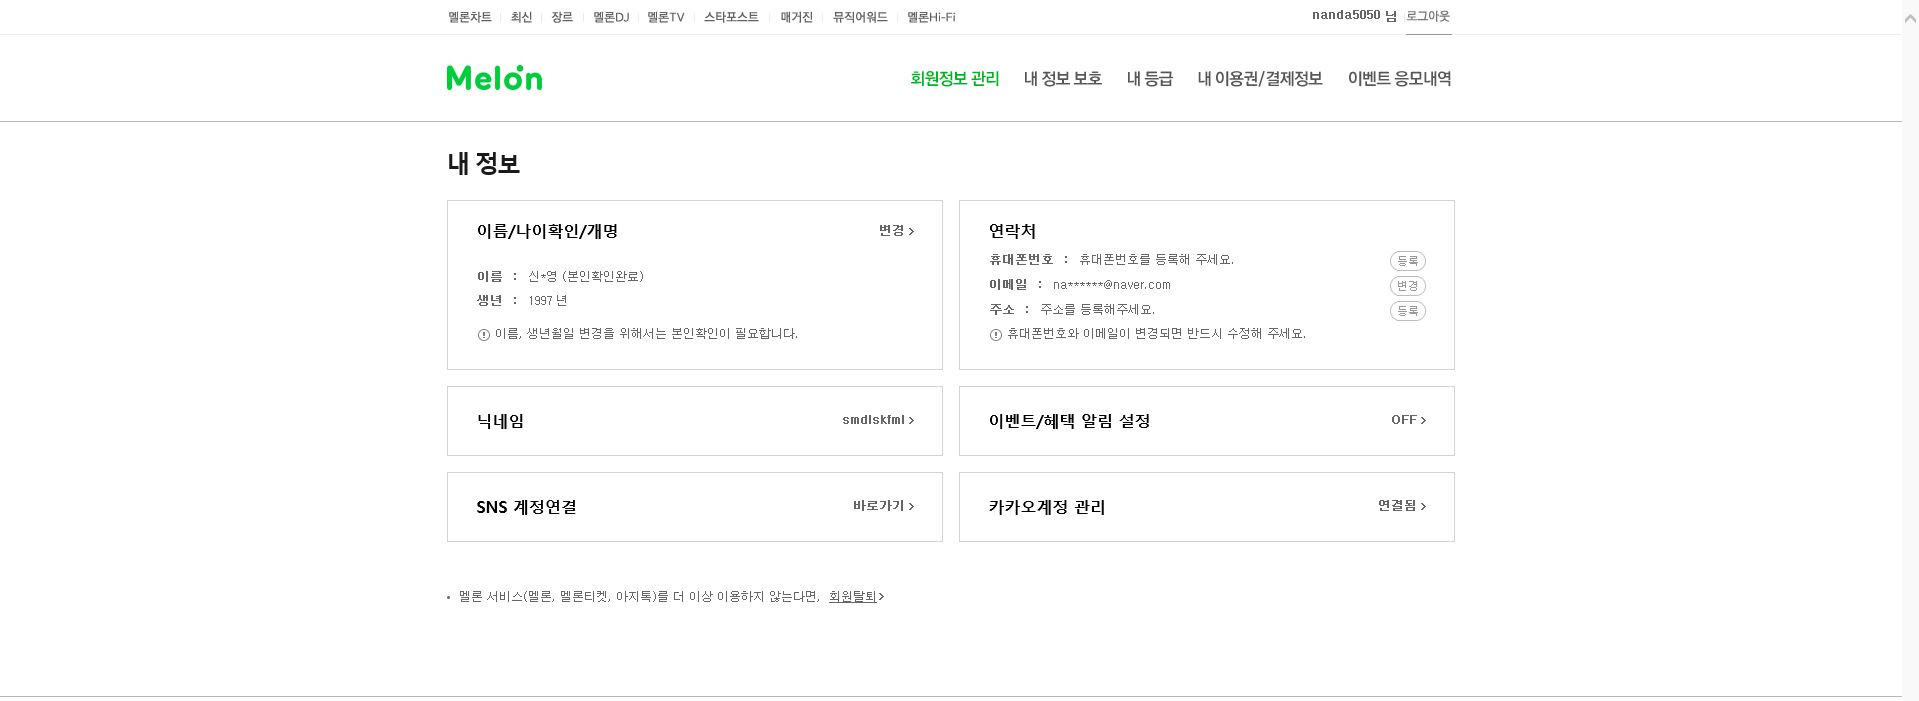 멜론차트 최신 장르 멜론DJ 멜론TV 스타포스트 매거진 뮤직어워드 멜론Hi-Fi nanda5050 님 로그아웃
Melon 회원정보 관리 내 정보 보호 내 등급 내 이용권/결제정보 이벤트 응모내역
내 정보
이름/나이확인/개명 변경 >
이름 : 신*영 (본인확인완료)
생년 : 1997 년
이름, 생년월일 변경을 위해서는 본인확인이 필요합니다.
연락처
휴대폰번호 : 휴대폰번호를 등록해 주세요. 등록
이메일 : na******@naver.com 변경
주소 : 주소를 등록해주세요. 등록
휴대폰번호와 이메일이 변경되면 반드시 수정해 주세요.
닉네임 smdlskfml >
이벤트/혜택 알림 설정 OFF >
SNS 계정연결 바로가기 >
카카오계정 관리 연결됨 >
• 멜론 서비스(멜론, 멜론티켓, 아지톡)를 더 이상 이용하지 않는다면, 회원탈퇴>